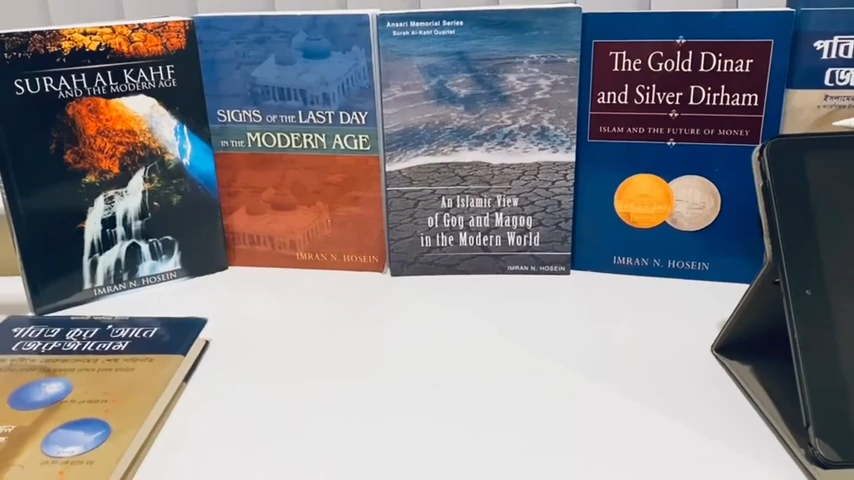 SURAH AL KAHF
AND THE MODERN AGE
IMRAN N. HOSEIN
SIGNS OF THE LAST DAY
IN THE MODERN AGE
IMRAN N. HOSEIN
Ansari Memorial Series
Surah Al-Kahf Quartet
An Islamic View
of Gog and Magog
in the Modern World
IMRAN N. HOSEIN
The Gold Dinar
and Silver Dirham
ISLAM AND THE FUTURE OF MONEY
IMRAN N. HOSEIN
পবিত্র কুর'আনে
জেরুজালেম